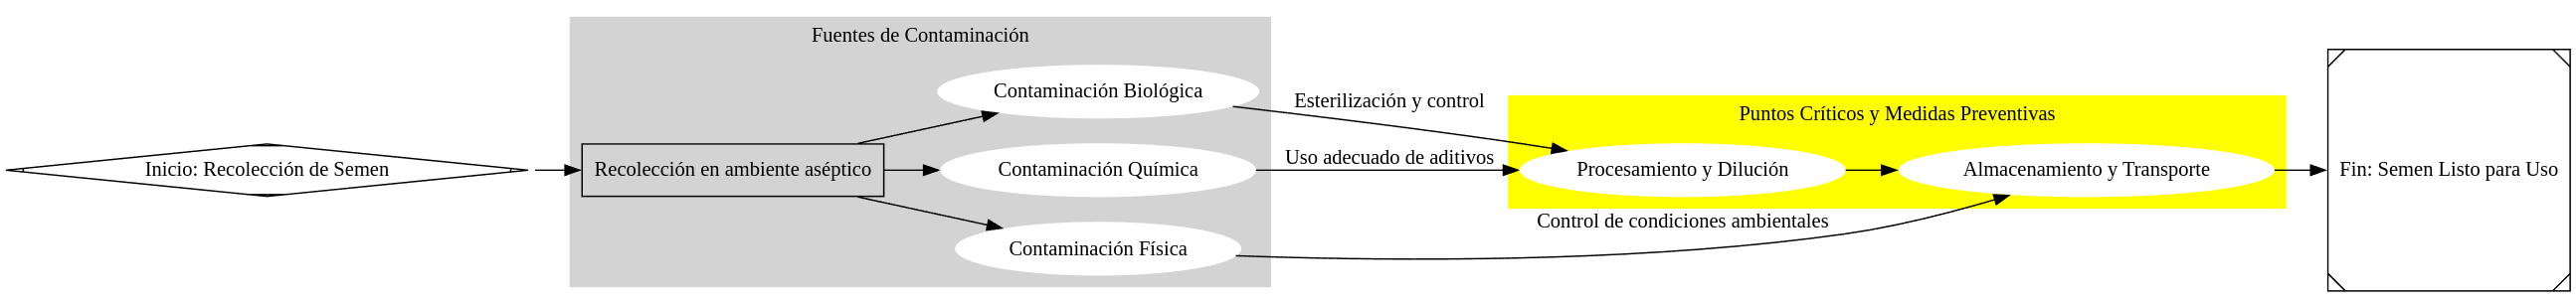 Inicio: Recolección de Semen
Fuentes de Contaminación
Recolección en ambiente aséptico
Contaminación Biológica
Contaminación Química
Contaminación Física
Esterilización y control
Uso adecuado de aditivos
Control de condiciones ambientales
Puntos Críticos y Medidas Preventivas
Procesamiento y Dilución
Almacenamiento y Transporte
Fin: Semen Listo para Uso